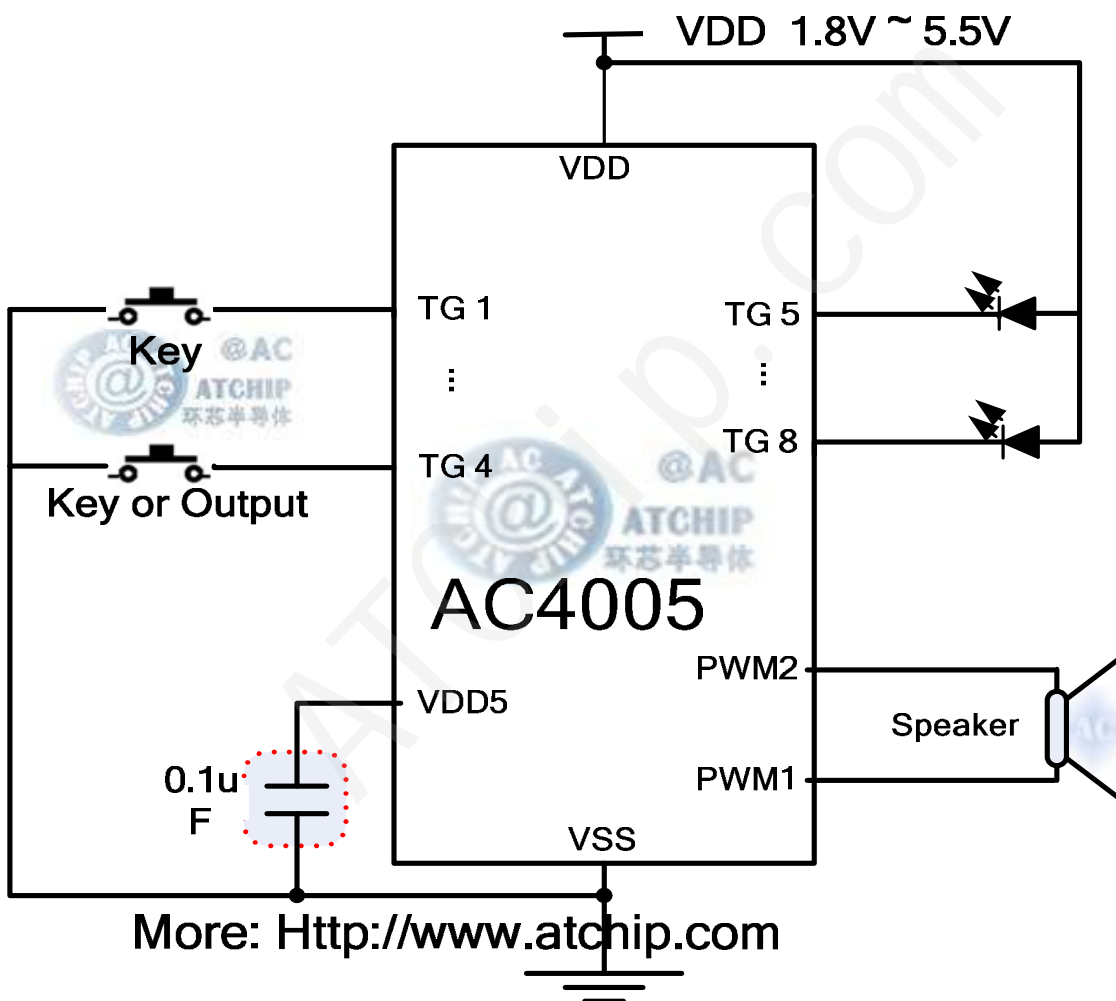 VDD 1.8V ~ 5.5V
VDD
TG 1
TG 5
Key
@AC
ATCHIP
环芯半导体
TG 4
TG 8
Key or Output
@AC
ATCHIP
环芯半导体
AC4005
PWM2
VDD5
Speaker
0.1u
F
PWM1
VSS
More: Http://www.atchip.com
ATChip.com